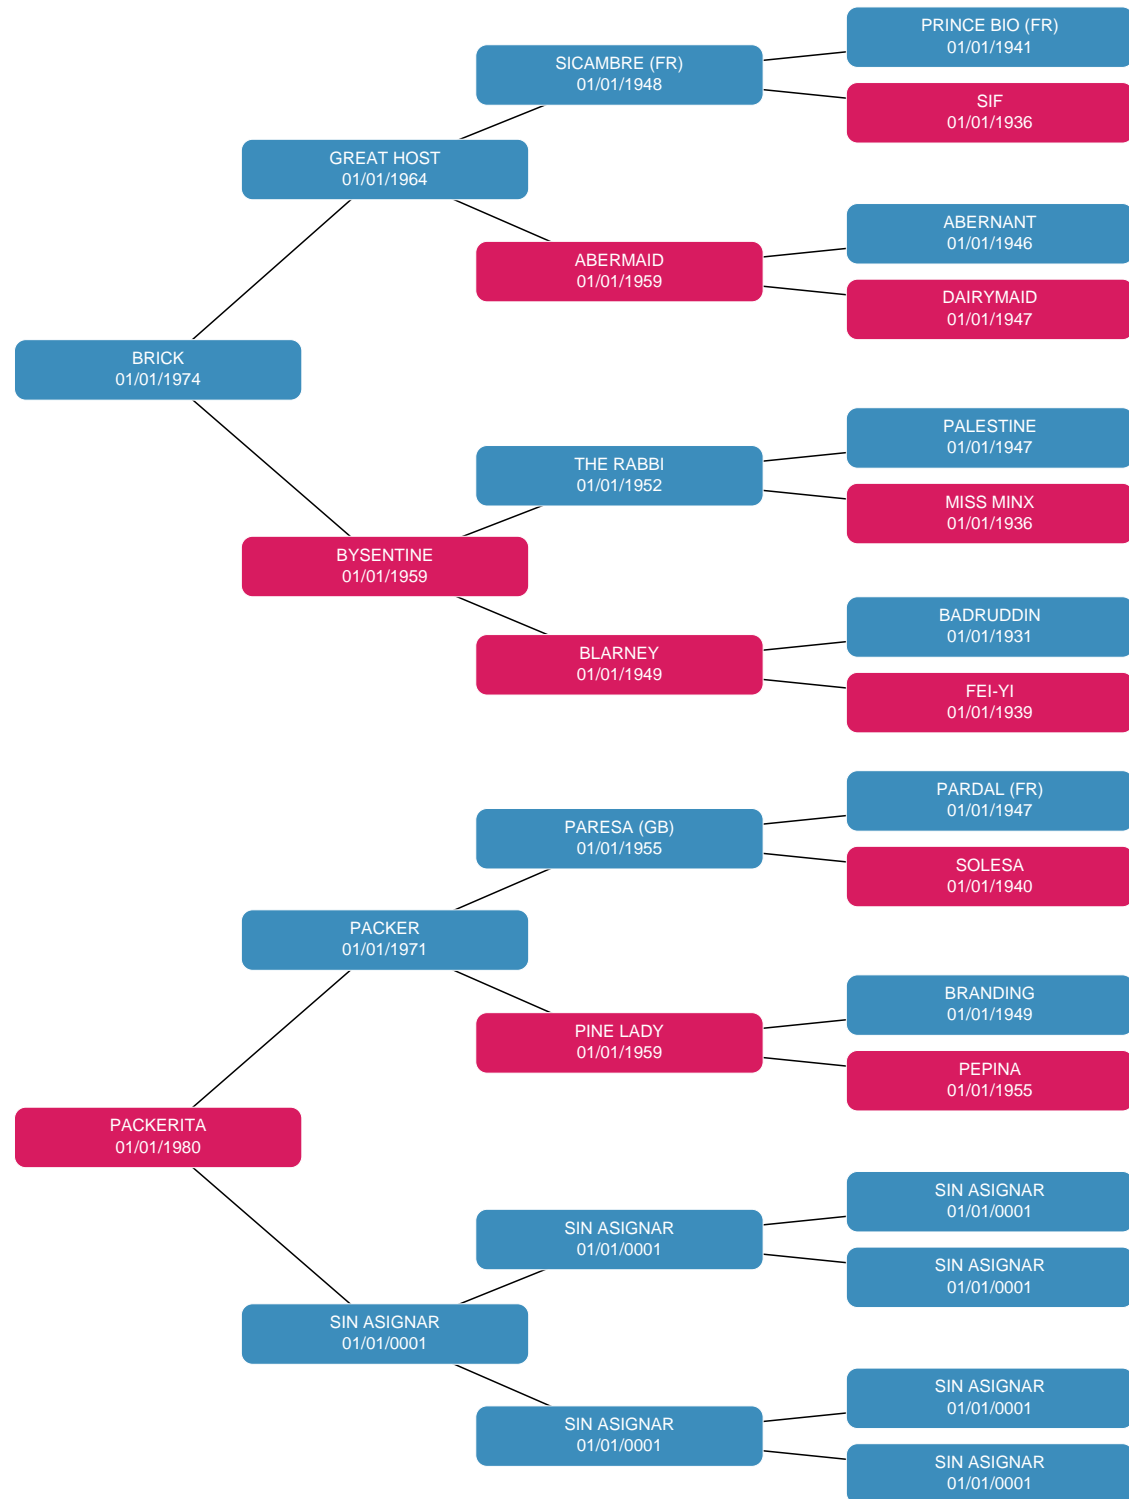 PRINCE BIO (FR)
01/01/1941
SICAMBRE (FR)
01/01/1948
SIF
01/01/1936
GREAT HOST
01/01/1964
ABERNANT
01/01/1946
ABERMAID
01/01/1959
DAIRYMAID
01/01/1947
BRICK
01/01/1974
PALESTINE
01/01/1947
THE RABBI
01/01/1952
MISS MINX
01/01/1936
BYSENTINE
01/01/1959
BADRUDDIN
01/01/1931
BLARNEY
01/01/1949
FEI-YI
01/01/1939
PARDAL (FR)
01/01/1947
PARESA (GB)
01/01/1955
SOLESA
01/01/1940
PACKER
01/01/1971
BRANDING
01/01/1949
PINE LADY
01/01/1959
PEPINA
01/01/1955
PACKERITA
01/01/1980
SIN ASIGNAR
01/01/0001
SIN ASIGNAR
01/01/0001
SIN ASIGNAR
01/01/0001
SIN ASIGNAR
01/01/0001
SIN ASIGNAR
01/01/0001
SIN ASIGNAR
01/01/0001
SIN ASIGNAR
01/01/0001